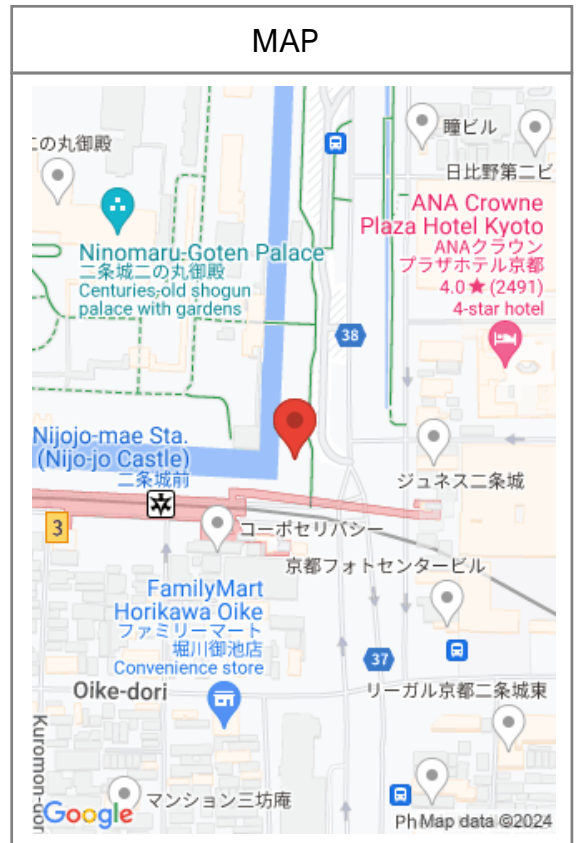 MAP
瞳ビル
二の丸御殿
日比野第二ビ
ANA Crowne
Plaza Hotel Kyoto
ANAクラウン
プラザホテル京都
4.0★(2491)
4-star hotel
Ninomaru-Goten Palace
二条城二の丸御殿
Centuries-old shogun
palace with gardens
38
Nijojo-mae Sta.
(Nijo-jo Castle)
二条城前
ジュネス二条城
3
コーポセリバシー
京都フォトセンタービル
FamilyMart
Horikawa Oike
ファミリーマート
堀川御池店
Convenience store
37
Oike-dori
リーガル京都二条城東
Kuromon-dor
マンション三坊庵
Google
Ph
Map data ©2024